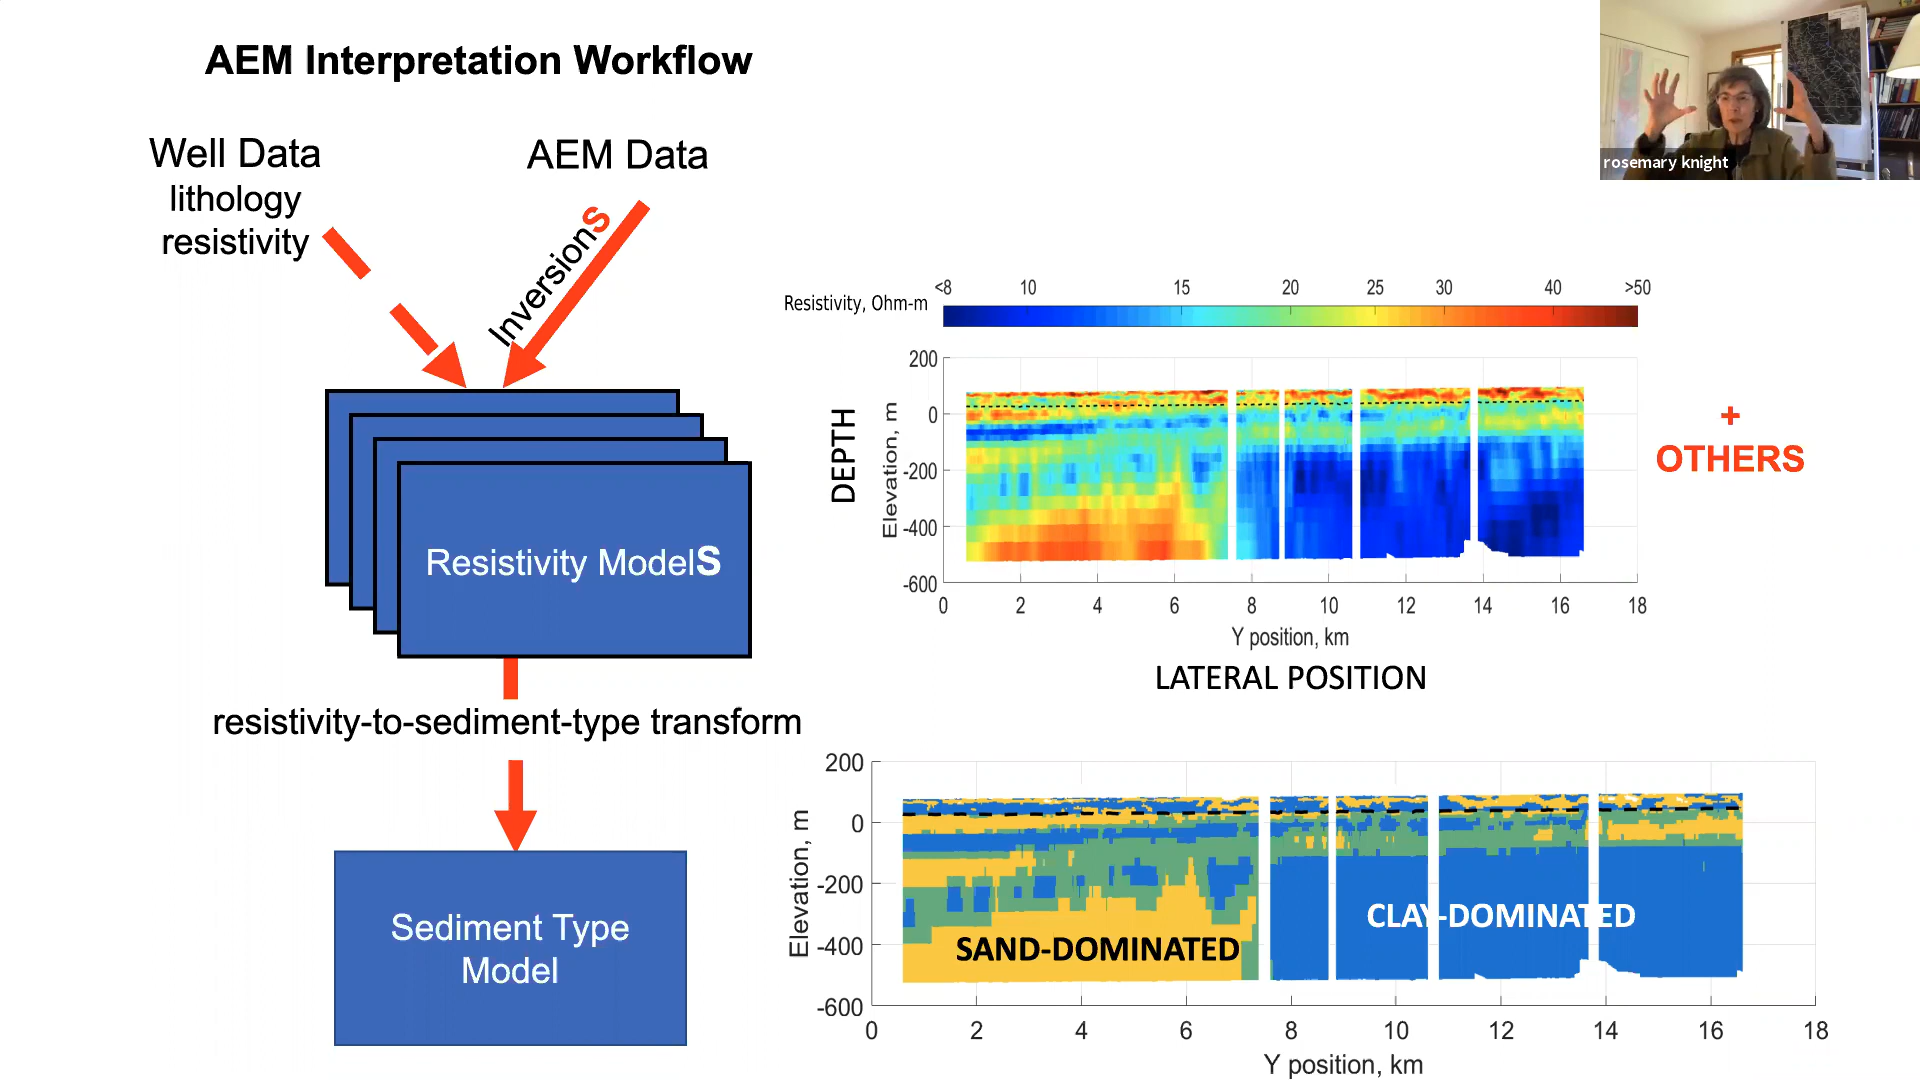 AEM Interpretation Workflow
Well Data
lithology
resistivity
AEM Data
Inversions
Resistivity ModelS
resistivity-to-sediment-type transform
Sediment Type
Model
rosemary knight
Resistivity, Ohm-m
<8 10 15 20 25 30 40 >50
DEPTH
Elevation, m
200
0
-200
-400
-600
0 2 4 6 8 10 12 14 16 18
Y position, km
LATERAL POSITION
+
OTHERS
Elevation, m
200
0
-200
-400
-600
SAND-DOMINATED
CLAY-DOMINATED
0 2 4 6 8 10 12 14 16 18
Y position, km